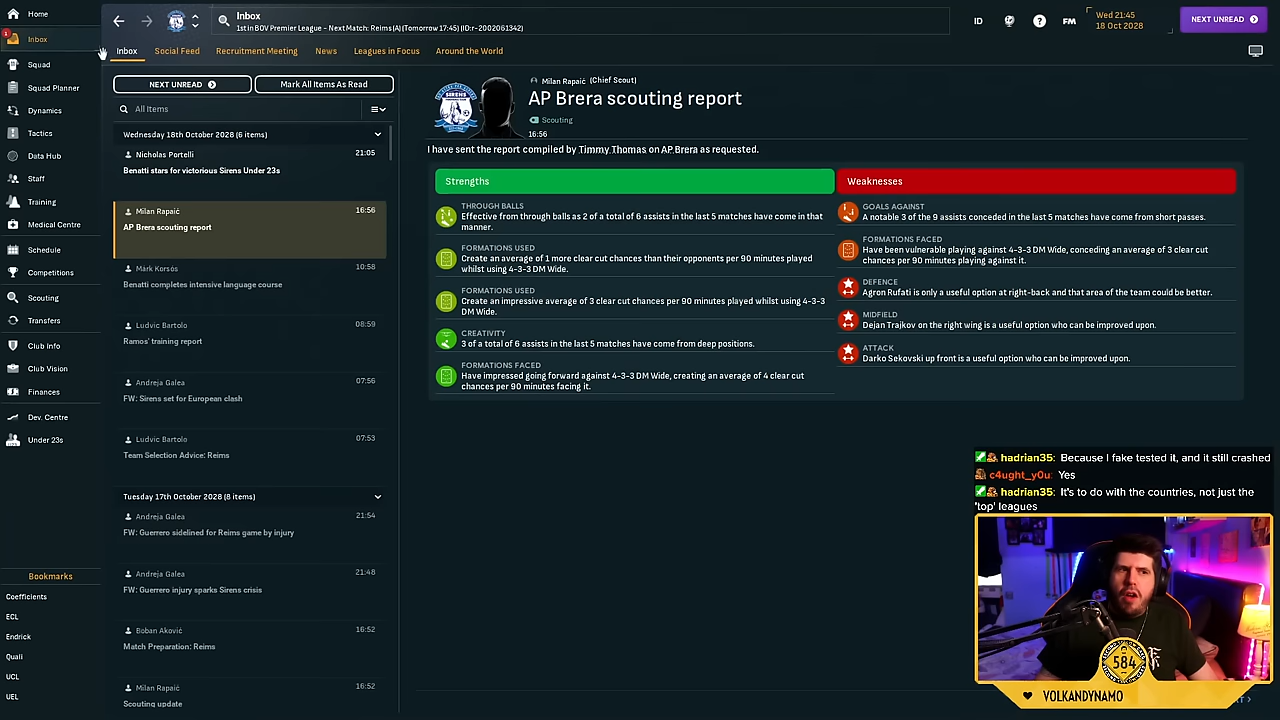 Home
1
Inbox
Squad
Squad Planner
Dynamics
Tactics
Data Hub
Staff
Training
Medical Centre
Schedule
Competitions
Scouting
Transfers
Club Info
Club Vision
Finances
Dev. Centre
Under 23s
Bookmarks
Coefficients
ECL
Endrick
Quali
UCL
UEL
Inbox
1st in BOV Premier League - Next Match: Reims (A) (Tomorrow 17:45) (ID:r-2002061342)
ID
?
FM
Wed 21:45
18 Oct 2028
NEXT UNREAD
Inbox
Social Feed
Recruitment Meeting
News
Leagues in Focus
Around the World
NEXT UNREAD
Mark All Items As Read
All Items
Wednesday 18th October 2028 (6 items)
Nicholas Portelli
21:05
Benatti stars for victorious Sirens Under 23s
Milan Rapaić
16:56
AP Brera scouting report
Márk Korsós
10:58
Benatti completes intensive language course
Ludvic Bartolo
08:59
Ramos' training report
Andreja Galea
07:56
FW: Sirens set for European clash
Ludvic Bartolo
07:53
Team Selection Advice: Reims
Tuesday 17th October 2028 (8 items)
Andreja Galea
21:54
FW: Guerrero sidelined for Reims game by injury
Andreja Galea
21:48
FW: Guerrero injury sparks Sirens crisis
Boban Aković
16:52
Match Preparation: Reims
Milan Rapaić
16:52
Scouting update
SIRENS
Milan Rapaić (Chief Scout)
AP Brera scouting report
Scouting
16:56
I have sent the report compiled by Timmy Thomas on AP Brera as requested.
Strengths
THROUGH BALLS
Effective from through balls as 2 of a total of 6 assists in the last 5 matches have come in that
manner.
FORMATIONS USED
Create an average of 1 more clear cut chances than their opponents per 90 minutes played
whilst using 4-3-3 DM Wide.
FORMATIONS USED
Create an impressive average of 3 clear cut chances per 90 minutes played whilst using 4-3-3
DM Wide.
CREATIVITY
3 of a total of 6 assists in the last 5 matches have come from deep positions.
FORMATIONS FACED
Have impressed going forward against 4-3-3 DM Wide, creating an average of 4 clear cut
chances per 90 minutes facing it.
Weaknesses
GOALS AGAINST
A notable 3 of the 9 assists conceded in the last 5 matches have come from short passes.
FORMATIONS FACED
Have been vulnerable playing against 4-3-3 DM Wide, conceding an average of 3 clear cut
chances per 90 minutes playing against it.
DEFENCE
Agron Rufati is only a useful option at right-back and that area of the team could be better.
MIDFIELD
Dejan Trajkov on the right wing is a useful option who can be improved upon.
ATTACK
Darko Sekovski up front is a useful option who can be improved upon.
hadrian35: Because I fake tested it, and it still crashed
c4ught_y0u: Yes
hadrian35: It's to do with the countries, not just the
'top' leagues
584
VOLKANDYNAMO